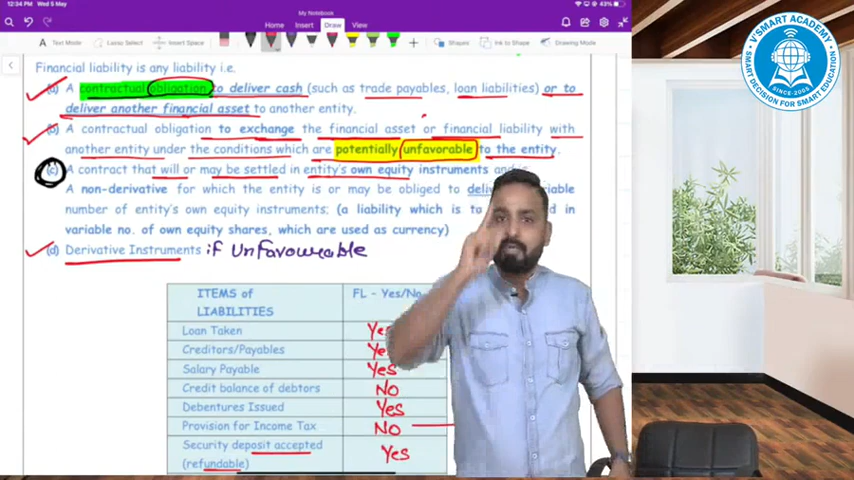 12:34 PM Wed 5 May
43%
My Notebook
Home Insert Draw View
Text Mode Lasso Select Insert Space Shapes Ink to Shape Drawing Mode
Financial liability is any liability i.e.
(a) A contractual obligation to deliver cash (such as trade payables, loan liabilities) or to
deliver another financial asset to another entity.
(b) A contractual obligation to exchange the financial asset or financial liability with
another entity under the conditions which are potentially unfavorable to the entity.
(c) A contract that will or may be settled in entity's own equity instruments and is
A non-derivative for which the entity is or may be obliged to
number of entity's own equity instruments; (a liability which is to in
variable no. of own equity shares, which are used as currency)
(d) Derivative Instruments if unfavourable
ITEMS of FL - Yes/No
LIABILITIES
Loan Taken
Creditors/Payables
Salary Payable Yes
Credit balance of debtors NO
Debentures Issued Yes
Provision for Income Tax NO
Security deposit accepted
(refundable) Yes
V'SMART ACADEMY
SINCE-2005
SMART DECISION FOR SMART EDUCATION